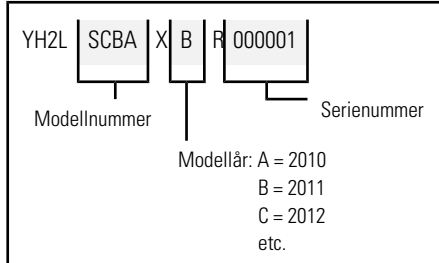 YH2L SCBA X B R 000001
Modellnummer
Serienummer
Modellår: A = 2010
B = 2011
C = 2012
etc.